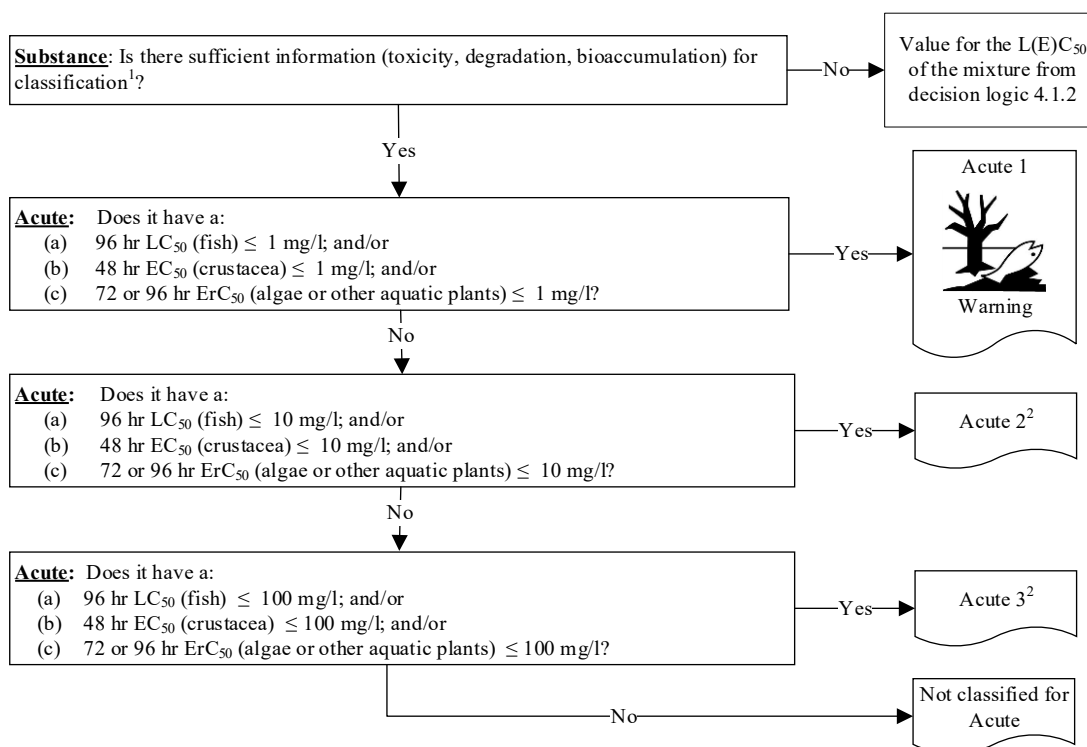 Substance: Is there sufficient information (toxicity, degradation, bioaccumulation) for
classification¹?
No
Value for the L(E)C₅₀
of the mixture from
decision logic 4.1.2
Yes
Acute: Does it have a:
(a) 96 hr LC₅₀ (fish) ≤ 1 mg/l; and/or
(b) 48 hr EC₅₀ (crustacea) ≤ 1 mg/l; and/or
(c) 72 or 96 hr ErC₅₀ (algae or other aquatic plants) ≤ 1 mg/l?
Yes
Acute 1
Warning
No
Acute: Does it have a:
(a) 96 hr LC₅₀ (fish) ≤ 10 mg/l; and/or
(b) 48 hr EC₅₀ (crustacea) ≤ 10 mg/l; and/or
(c) 72 or 96 hr ErC₅₀ (algae or other aquatic plants) ≤ 10 mg/l?
Yes
Acute 2²
No
Acute: Does it have a:
(a) 96 hr LC₅₀ (fish) ≤ 100 mg/l; and/or
(b) 48 hr EC₅₀ (crustacea) ≤ 100 mg/l; and/or
(c) 72 or 96 hr ErC₅₀ (algae or other aquatic plants) ≤ 100 mg/l?
Yes
Acute 3²
No
Not classified for
Acute